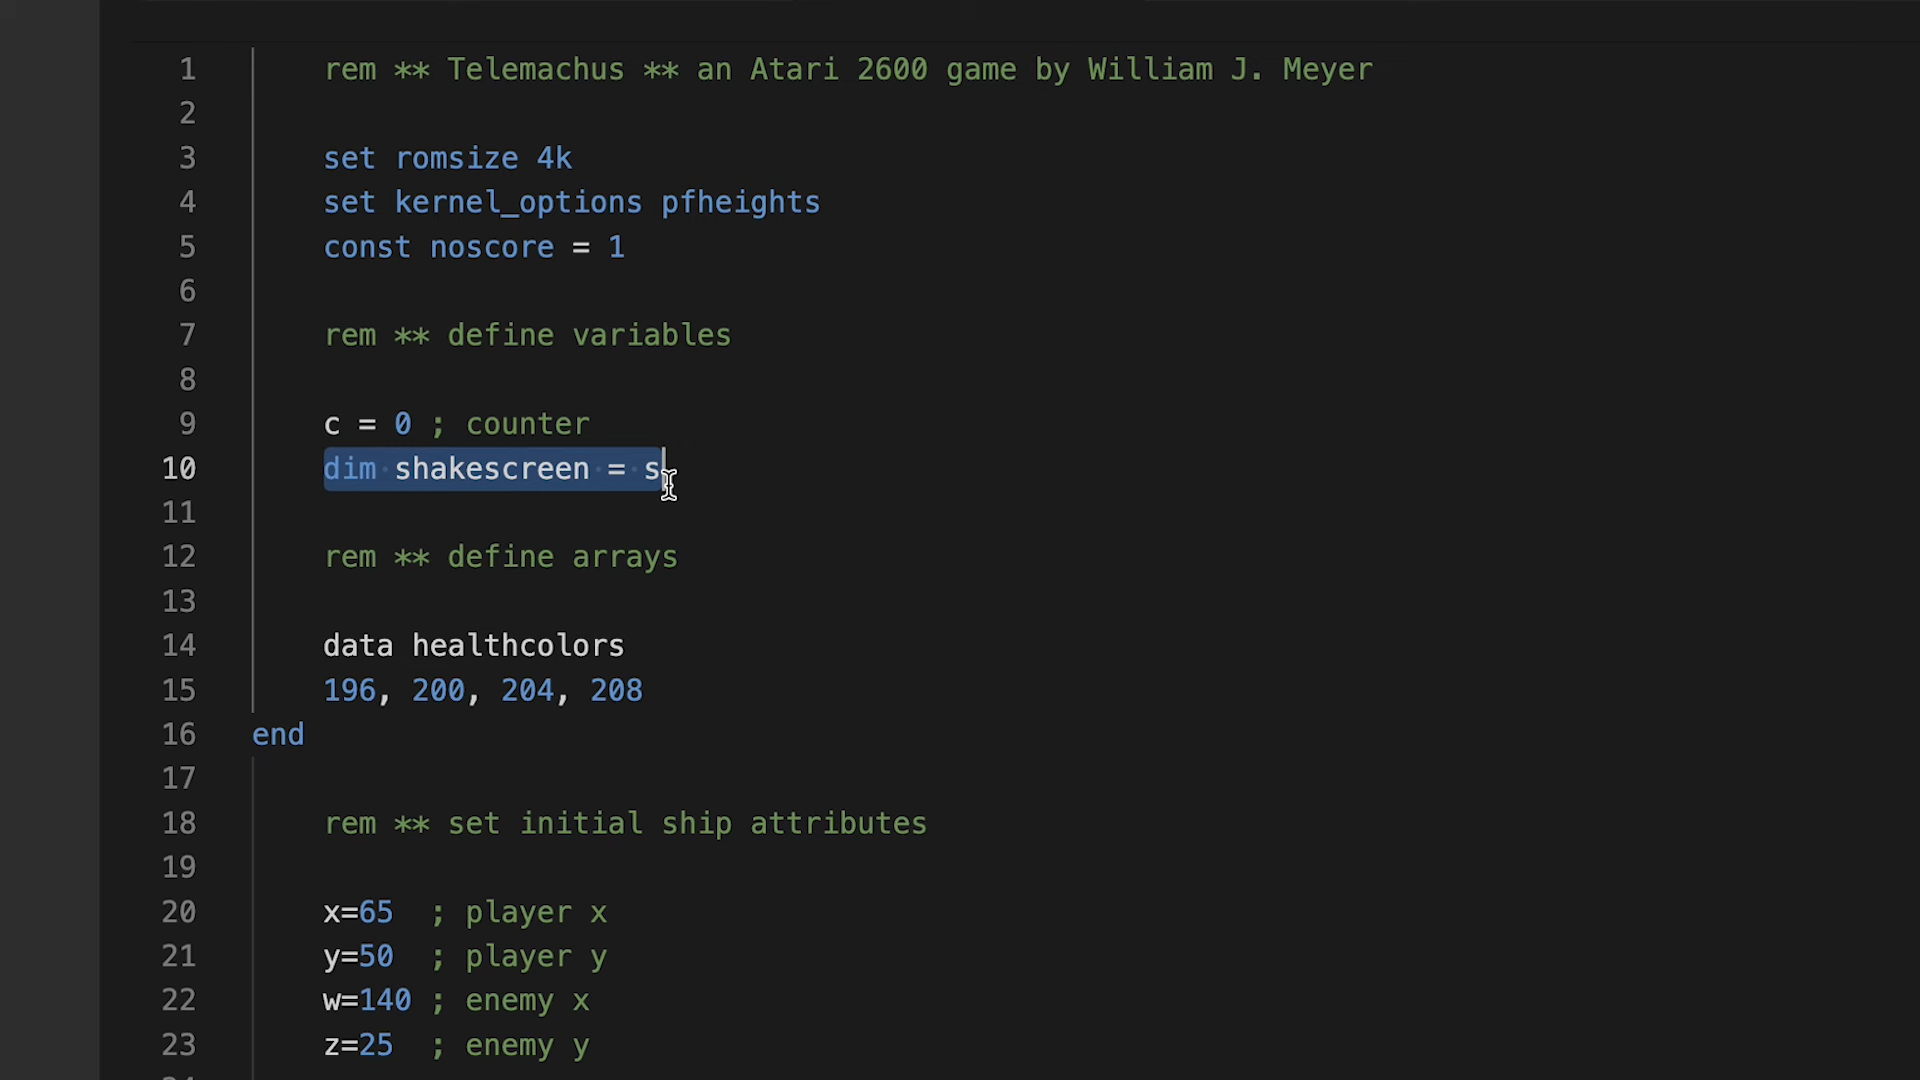 1 rem ** Telemachus ** an Atari 2600 game by William J. Meyer
2
3 set romsize 4k
4 set kernel_options pfheights
5 const noscore = 1
6
7 rem ** define variables
8
9 c = 0 ; counter
10 dim shakescreen = s
11
12 rem ** define arrays
13
14 data healthcolors
15 196, 200, 204, 208
16 end
17
18 rem ** set initial ship attributes
19
20 x=65 ; player x
21 y=50 ; player y
22 w=140 ; enemy x
23 z=25 ; enemy y